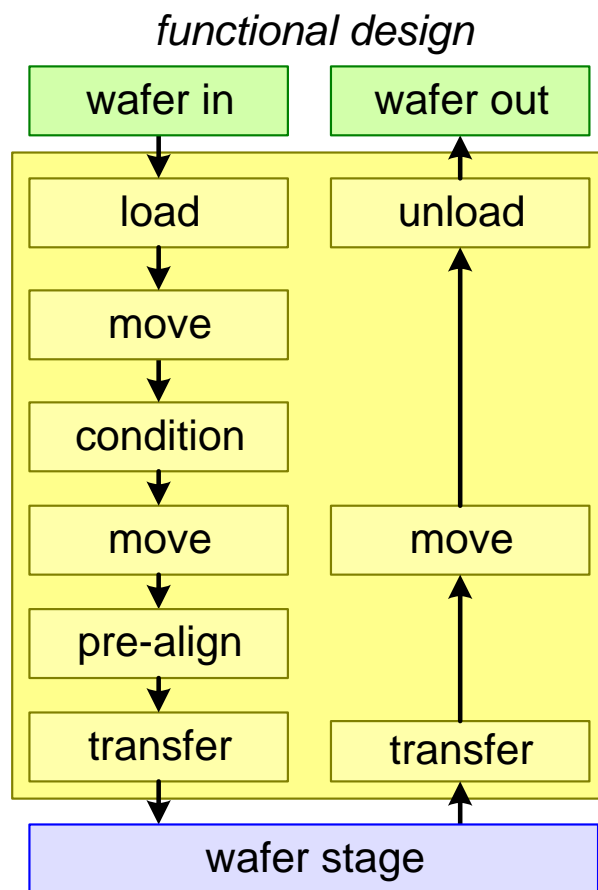 functional design
wafer in
wafer out
load
unload
move
condition
move
move
pre-align
transfer
transfer
wafer stage